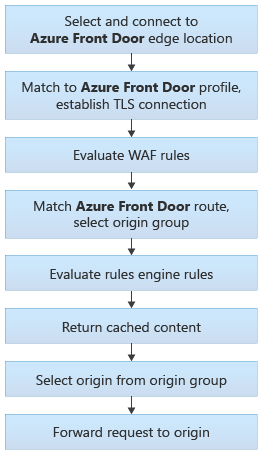 Select and connect to
Azure Front Door edge location
Match to Azure Front Door profile,
establish TLS connection
Evaluate WAF rules
Match Azure Front Door route,
select origin group
Evaluate rules engine rules
Return cached content
Select origin from origin group
Forward request to origin